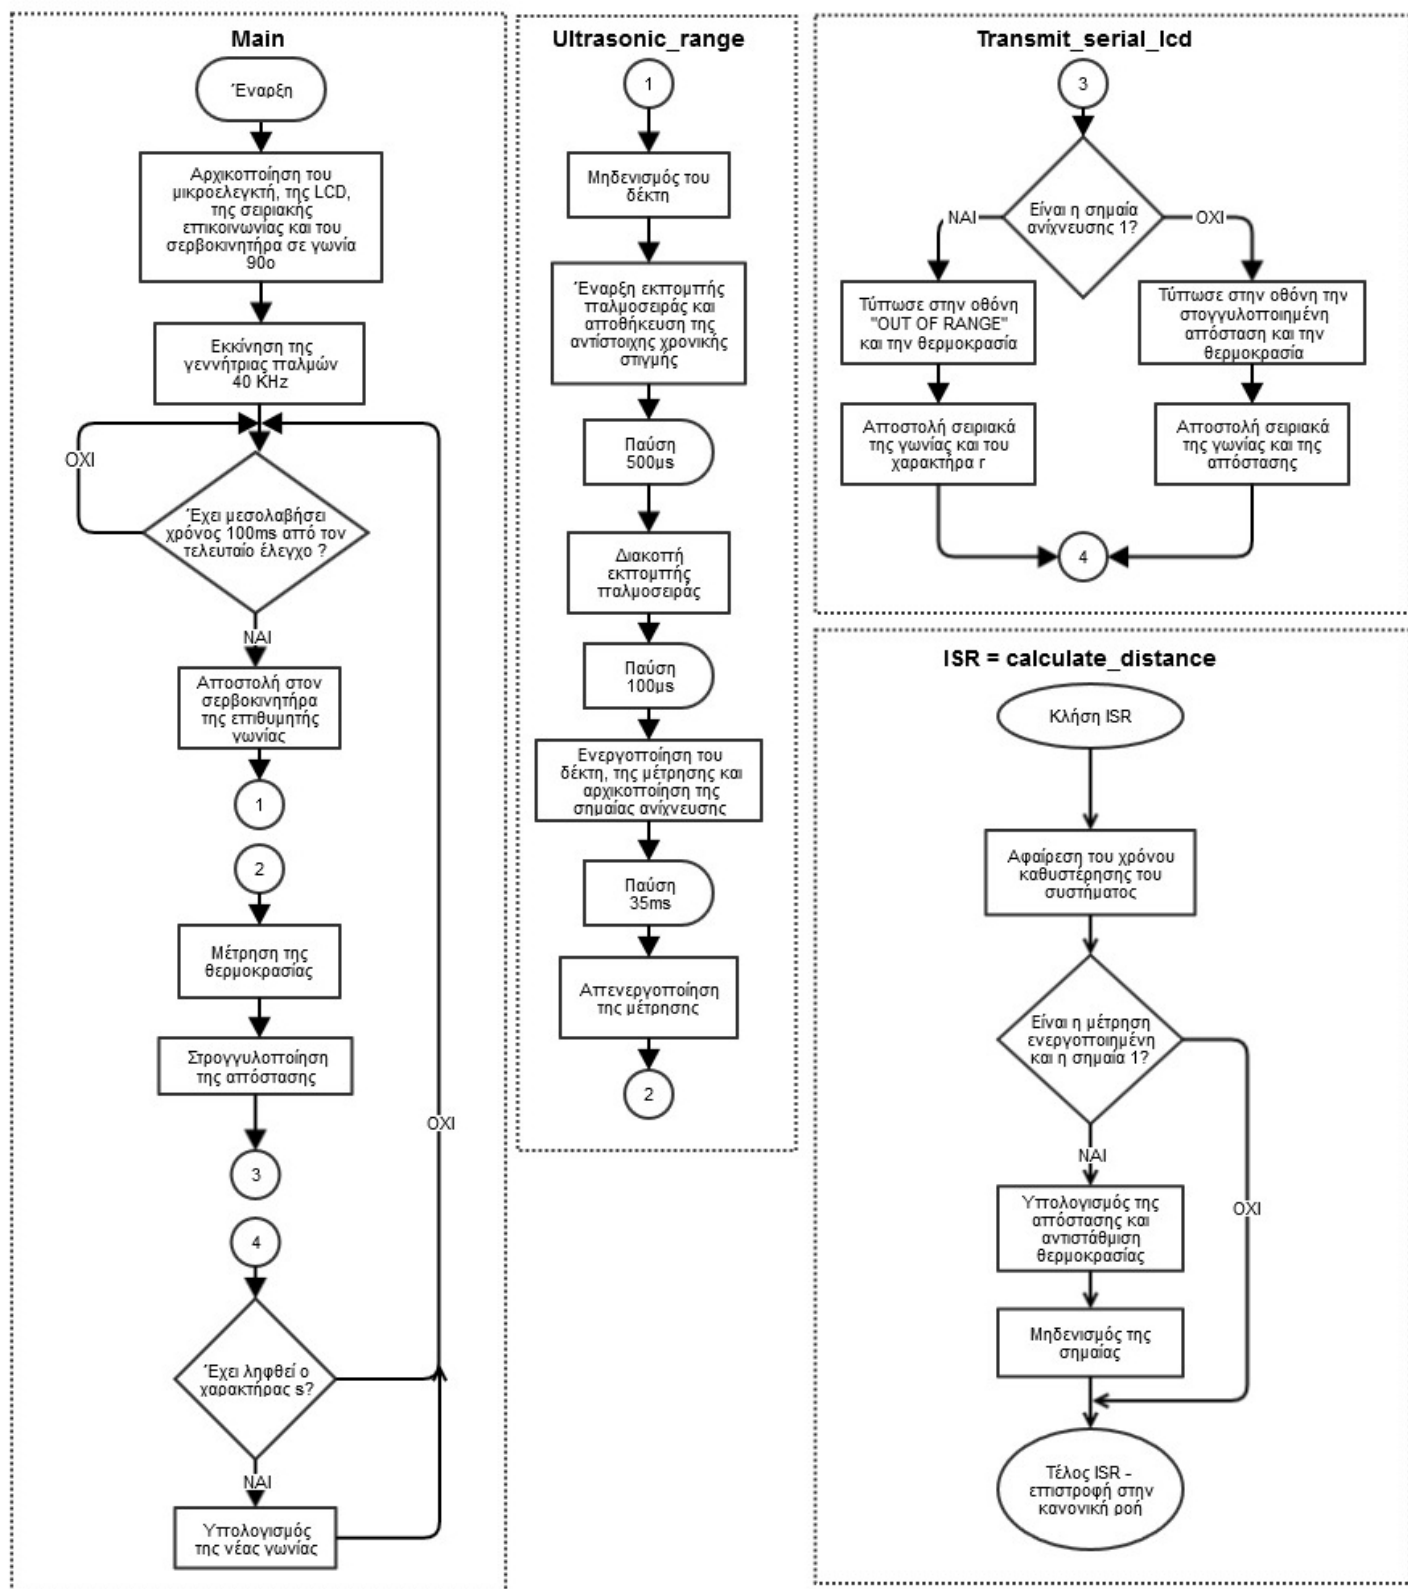 Main
Έναρξη
Αρχικοποίηση του
μικροελεγκτή, της LCD,
της σειριακής
επικοινωνίας και του
σερβοκινητήρα σε γωνία
90ο
Εκκίνηση της
γεννήτριας παλμών
40 KHz
ΟΧΙ
Έχει μεσολαβήσει
χρόνος 100ms από τον
τελευταίο έλεγχο ?
ΝΑΙ
Αποστολή στον
σερβοκινητήρα
της επιθυμητής
γωνίας
1
2
Μέτρηση της
θερμοκρασίας
Στρογγυλοποίηση
της απόστασης
ΟΧΙ
3
4
Έχει ληφθεί ο
χαρακτήρας s?
ΝΑΙ
Υπολογισμός
της νέας γωνίας
Ultrasonic_range
1
Μηδενισμός του
δέκτη
Έναρξη εκπομπής
παλμοσειράς και
αποθήκευση της
αντίστοιχης χρονικής
στιγμής
Παύση
500μs
Διακοπή
εκπομπής
παλμοσειράς
Παύση
100μs
Ενεργοποίηση του
δέκτη, της μέτρησης και
αρχικοποίηση της
σημαίας ανίχνευσης
Παύση
35ms
Απενεργοποίηση
της μέτρησης
2
Transmit_serial_lcd
3
Είναι η σημαία
ανίχνευσης 1?
ΝΑΙ
ΟΧΙ
Τύπωσε στην οθόνη
"OUT OF RANGE"
και την θερμοκρασία
Τύπωσε στην οθόνη την
στογγυλοποιημένη
απόσταση και την
θερμοκρασία
Αποστολή σειριακά
της γωνίας και του
χαρακτήρα r
Αποστολή σειριακά
της γωνίας και της
απόστασης
4
ISR = calculate_distance
Κλήση ISR
Αφαίρεση του χρόνου
καθυστέρησης του
συστήματος
Είναι η μέτρηση
ενεργοποιημένη
και η σημαία 1?
ΝΑΙ
Υπολογισμός της
απόστασης και
αντιστάθμιση
θερμοκρασίας
ΟΧΙ
Μηδενισμός της
σημαίας
Τέλος ISR -
επιστροφή στην
κανονική ροή